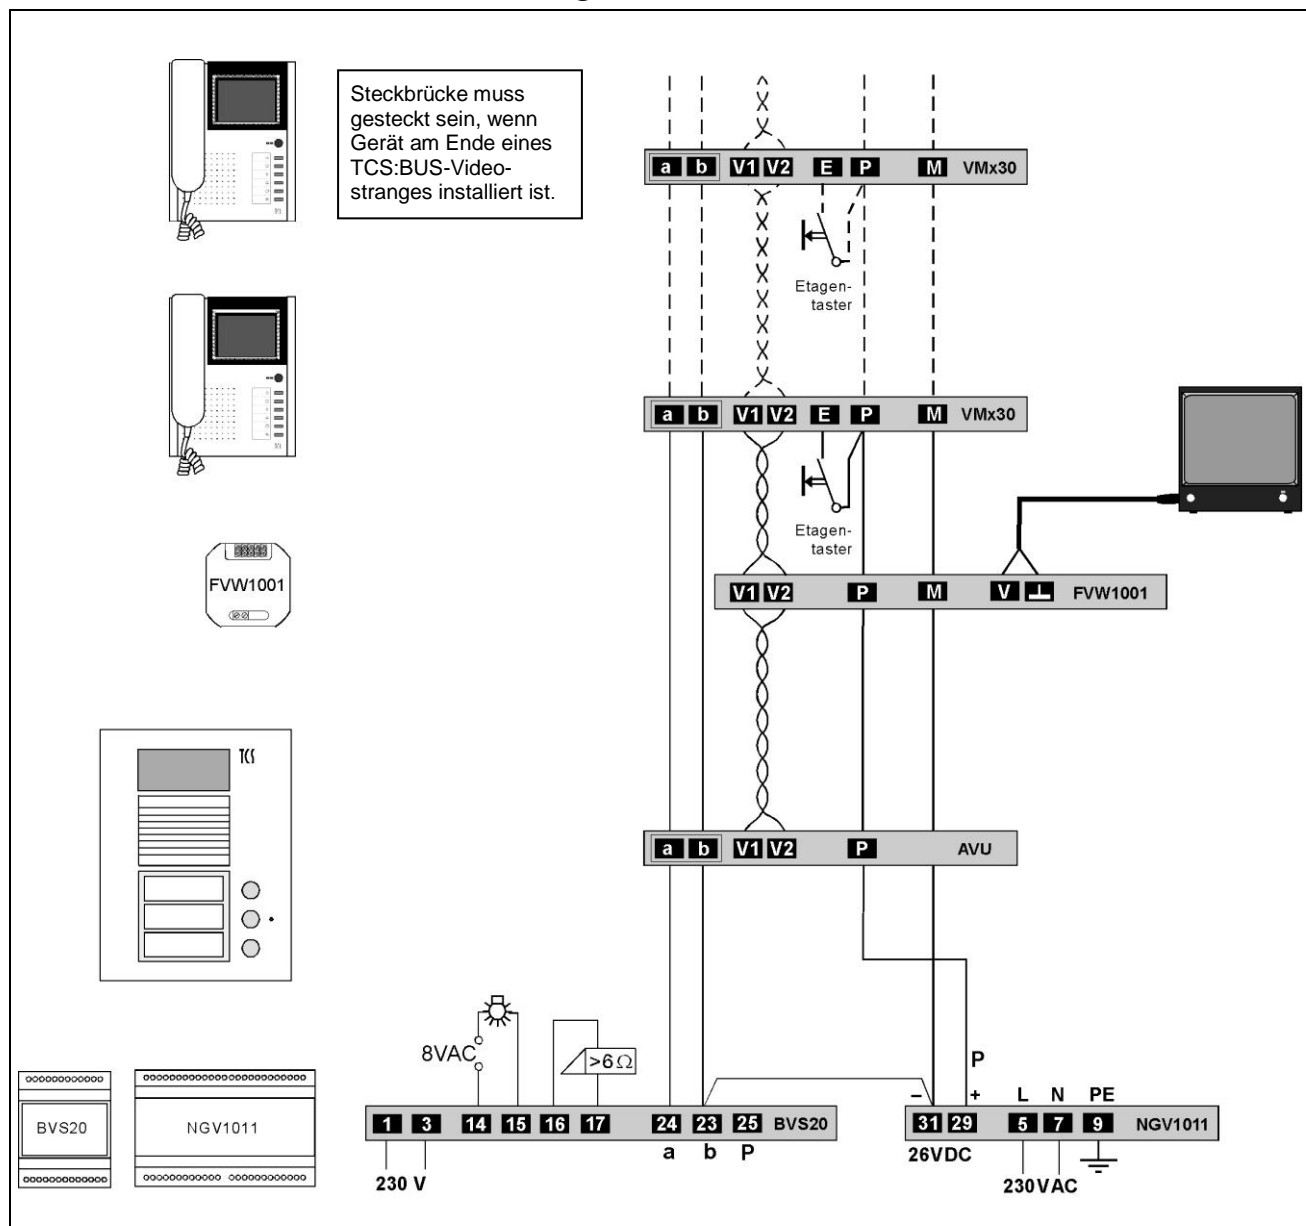 Steckbrücke muss
gesteckt sein, wenn
Gerät am Ende eines
TCS:BUS-Video-
stranges installiert ist.
a b V1 V2 E P M VMx30
Etagen-
taster
a b V1 V2 E P M VMx30
Etagen-
taster
FVW1001
V1 V2 P M V FVW1001
TCS
a b V1 V2 P AVU
8VAC
>6Ω
P
− +
L N PE
BVS20
NGV1011
1 3 14 15 16 17 24 23 25 BVS20
31 29 5 7 9 NGV1011
a b P
26VDC
230 V
230VAC